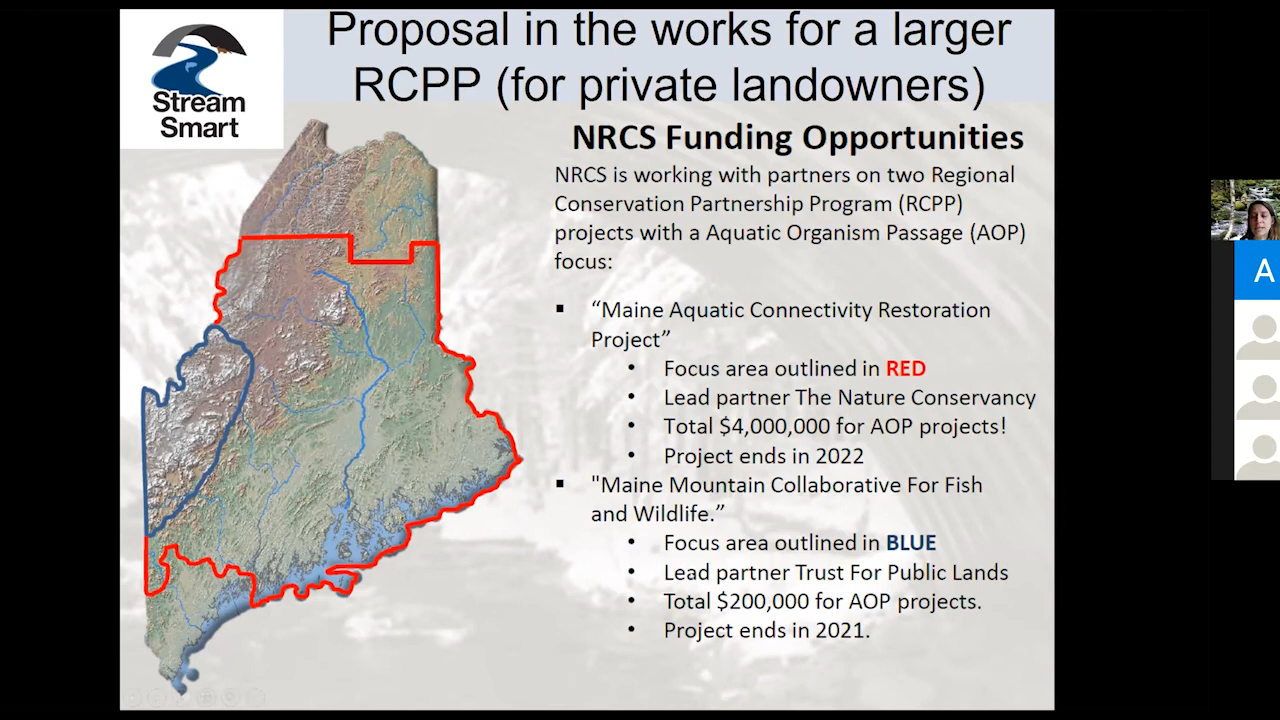 Stream
Smart
Proposal in the works for a larger
RCPP (for private landowners)
NRCS Funding Opportunities
NRCS is working with partners on two Regional
Conservation Partnership Program (RCPP)
projects with a Aquatic Organism Passage (AOP)
focus:
▪ “Maine Aquatic Connectivity Restoration
Project”
• Focus area outlined in RED
• Lead partner The Nature Conservancy
• Total $4,000,000 for AOP projects!
• Project ends in 2022
▪ "Maine Mountain Collaborative For Fish
and Wildlife.”
• Focus area outlined in BLUE
• Lead partner Trust For Public Lands
• Total $200,000 for AOP projects.
• Project ends in 2021.
A